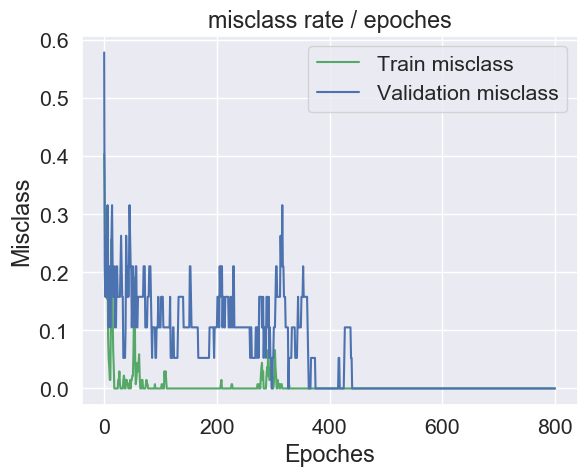 misclass rate / epoches
Train misclass
Validation misclass
0.6
0.5
0.4
0.3
0.2
0.1
0.0
Misclass
0 200 400 600 800
Epoches